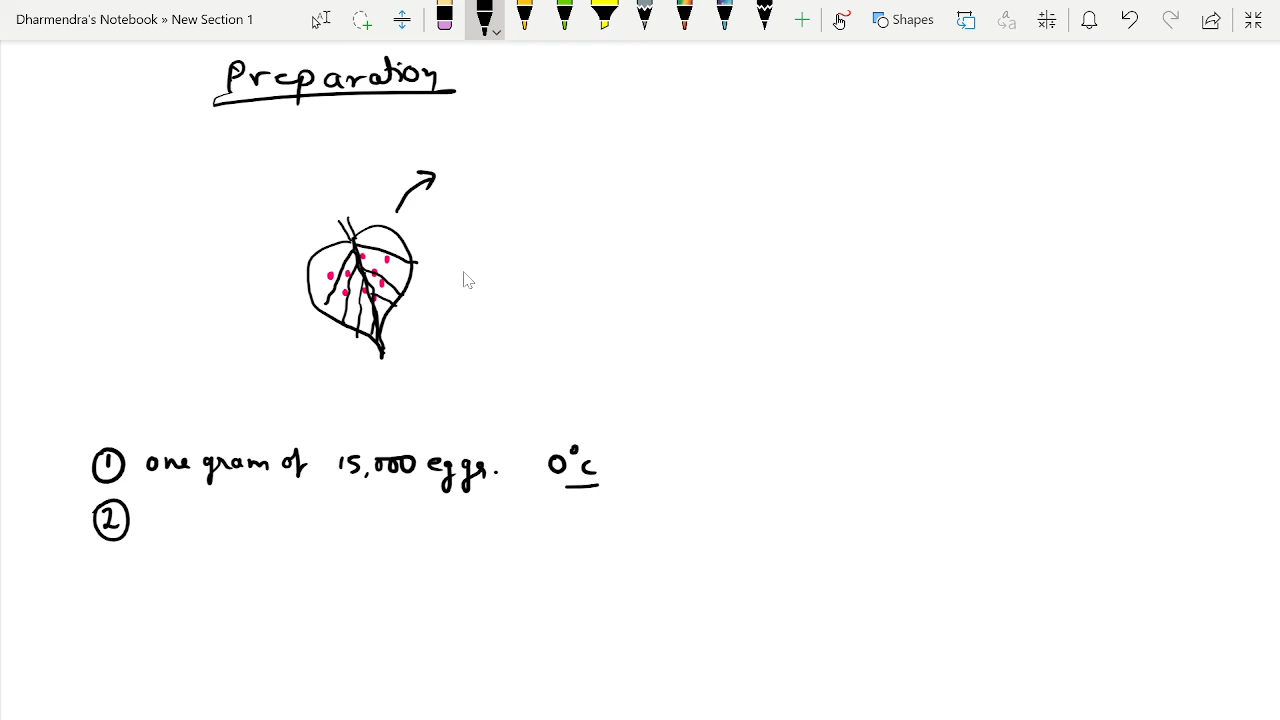 Dharmendra's Notebook » New Section 1
Shapes
Preparation
① one gram of 15,000 eggs. 0°c
②